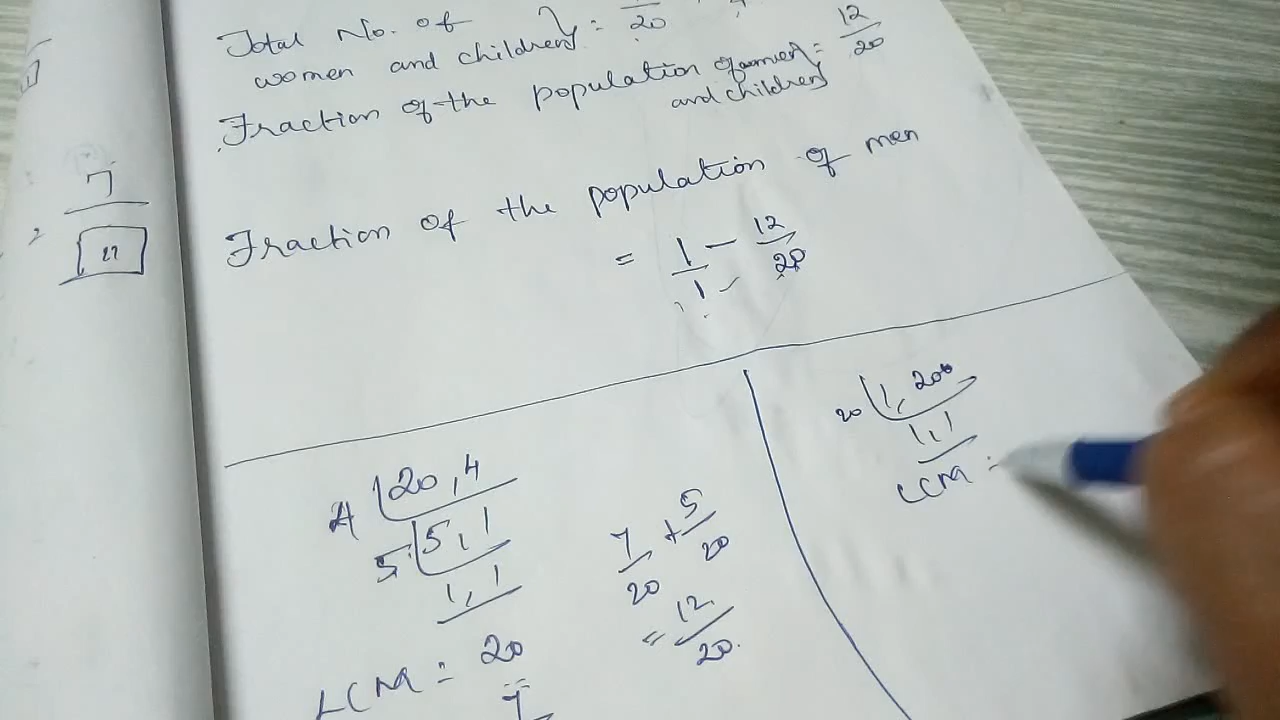 Total No. of
women and children} = 20
12
20
Fraction of the population of women =
and children}
Fraction of the population of men
= 1 - 12
1 - 20
7
27
4 20, 4
5 5, 1
1, 1
LCM = 20
7
7 + 5
20 20
= 12
20
20 1, 20
1, 1
LCM =